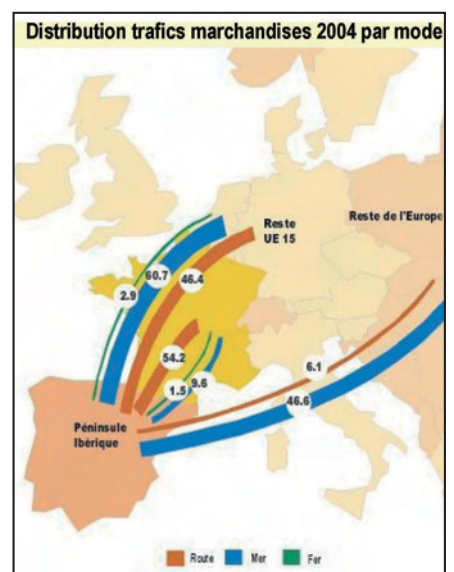 Distribution trafics marchandises 2004 par mode
Reste
UE 15
Reste de l'Europe
60.7
46.4
2.9
54.2
6.1
1.5
9.6
46.6
Péninsule
Ibérique
Route
Mer
Fer